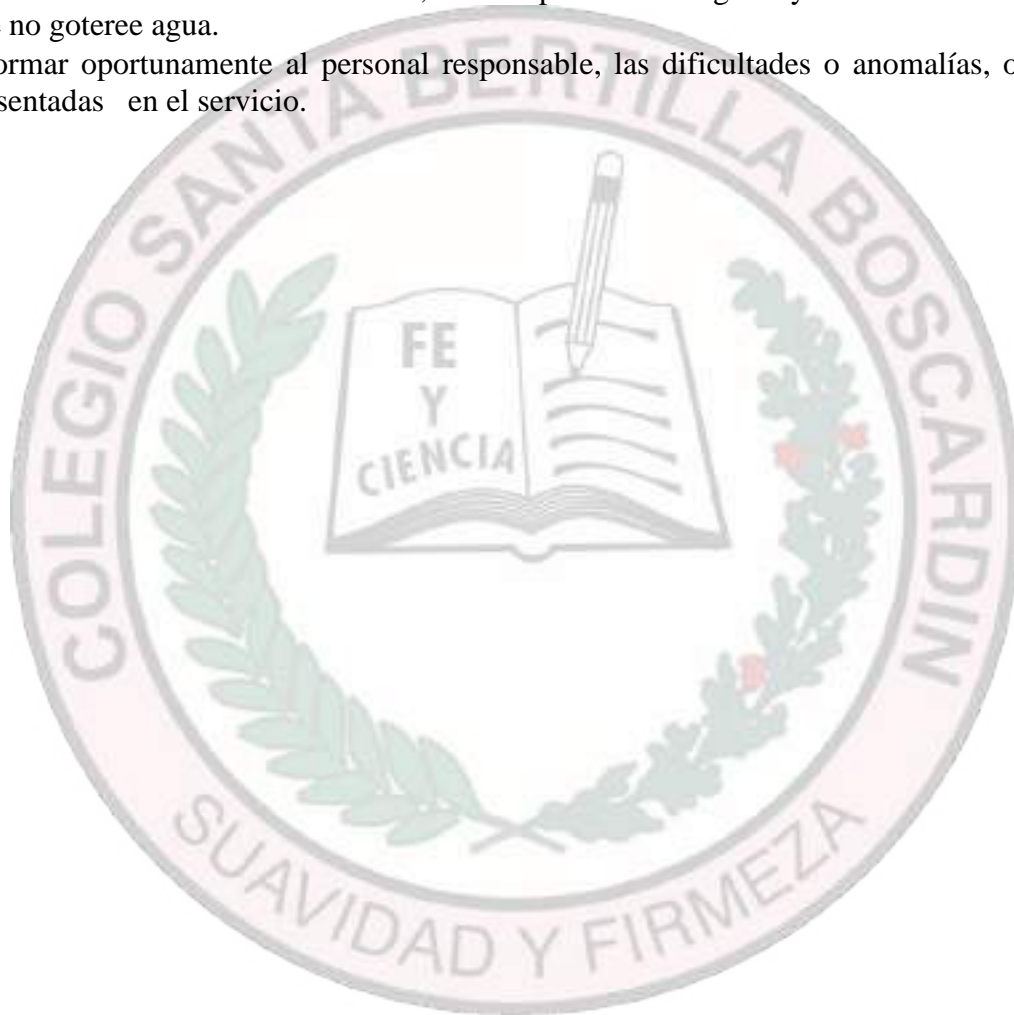 no goteree agua.
ormar oportunamente al personal responsable, las dificultades o anomalías, o
sentadas en el servicio.
COLEGIO SANTA BERTILLA BOSCARDIN
FE
Y
CIENCIA
SUAVIDAD Y FIRMEZA